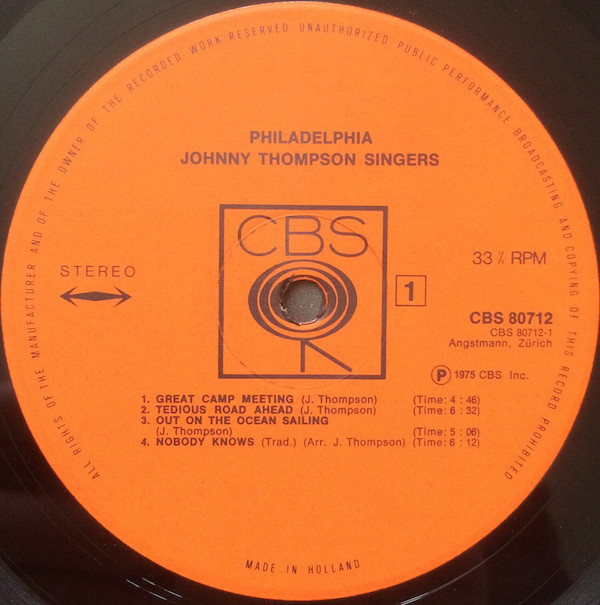 ALL RIGHTS OF THE MANUFACTURER AND OF THE OWNER OF THE RECORDED WORK RESERVED UNAUTHORIZED PUBLIC PERFORMANCE BROADCASTING AND COPYING OF THIS RECORD PROHIBITED
PHILADELPHIA
JOHNNY THOMPSON SINGERS
CBS
STEREO
33⅓ RPM
1
CBS 80712
CBS 80712-1
Angstmann, Zürich
Ⓟ 1975 CBS Inc.
1. GREAT CAMP MEETING (J. Thompson) (Time: 4 : 46)
2. TEDIOUS ROAD AHEAD (J. Thompson) (Time: 6 : 32)
3. OUT ON THE OCEAN SAILING
(J. Thompson) (Time: 5 : 06)
4. NOBODY KNOWS (Trad.) (Arr. J. Thompson) (Time: 6 : 12)
MADE IN HOLLAND